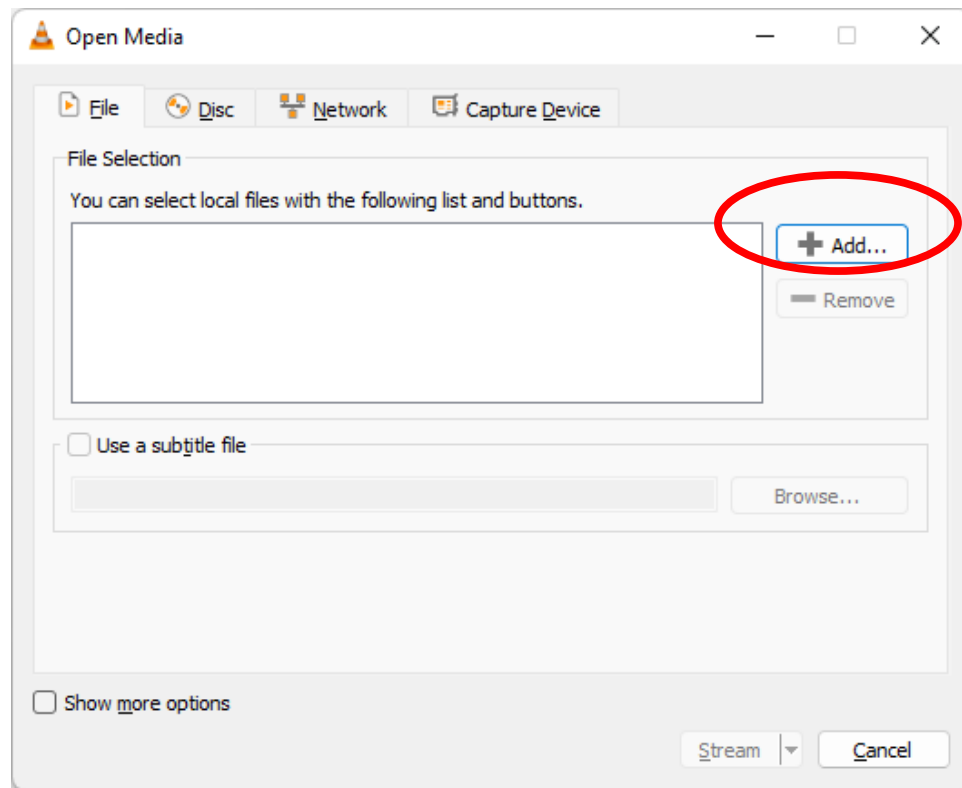 Open Media
File Disc Network Capture Device
File Selection
You can select local files with the following list and buttons.
Add...
Remove
Use a subtitle file
Browse...
Show more options
Stream Cancel